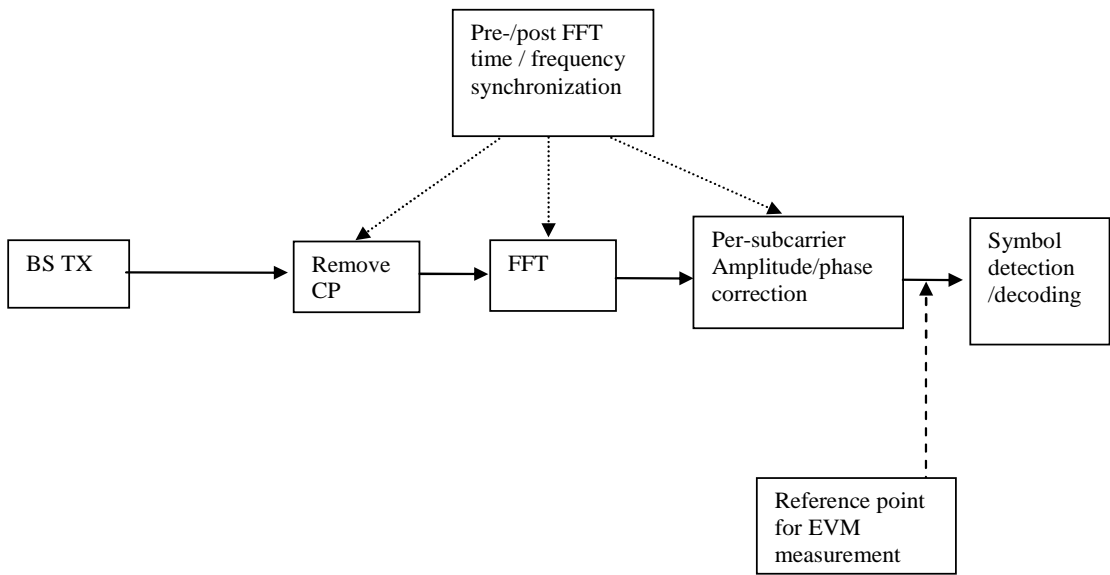 Pre-/post FFT
time / frequency
synchronization
BS TX
Remove
CP
FFT
Per-subcarrier
Amplitude/phase
correction
Symbol
detection
/decoding
Reference point
for EVM
measurement